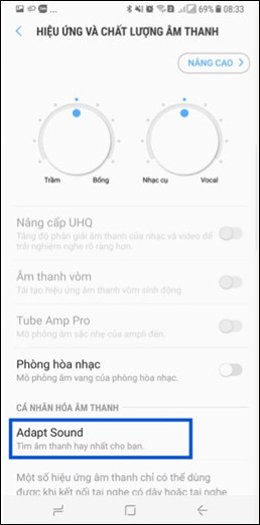 69% 08:33
HIỆU ỨNG VÀ CHẤT LƯỢNG ÂM THANH
NÂNG CAO >
Trầm Bổng Nhạc cụ Vocal
Nâng cấp UHQ
Tăng độ phân giải âm thanh của nhạc và video để
trải nghiệm nghe rõ ràng hơn.
Âm thanh vòm
Tái tạo hiệu ứng âm thanh vòm sinh động.
Tube Amp Pro
Mô phỏng âm sắc nhẹ của ampli đèn.
Phòng hòa nhạc
Mô phỏng âm vang của phòng hòa nhạc.
CÁ NHÂN HÓA ÂM THANH
Adapt Sound
Tìm âm thanh hay nhất cho bạn.
Một số hiệu ứng âm thanh chỉ có thể dùng
được khi kết nối tai nghe có dây hoặc tai nghe